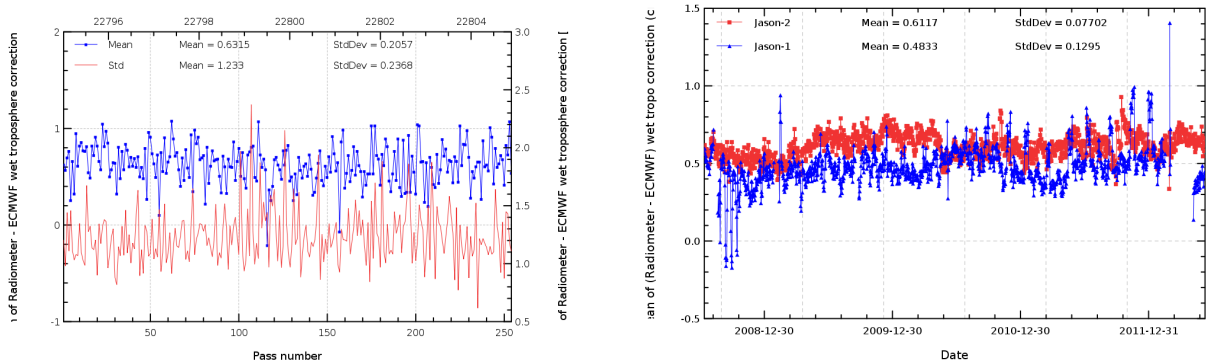 22796 22798 22800 22802 22804
Mean Mean = 0.6315 StdDev = 0.2057
Std Mean = 1.233 StdDev = 0.2368
2
1
0
-1
3.0
2.5
2.0
1.5
1.0
0.5
50 100 150 200 250
Pass number
of Radiometer - ECMWF wet troposphere correction
of Radiometer - ECMWF wet troposphere correction [
Jason-2 Mean = 0.6117 StdDev = 0.07702
Jason-1 Mean = 0.4833 StdDev = 0.1295
1.5
1.0
0.5
0.0
-0.5
2008-12-30 2009-12-30 2010-12-30 2011-12-31
Date
an of (Radiometer - ECMWF) wet tropo correction (c